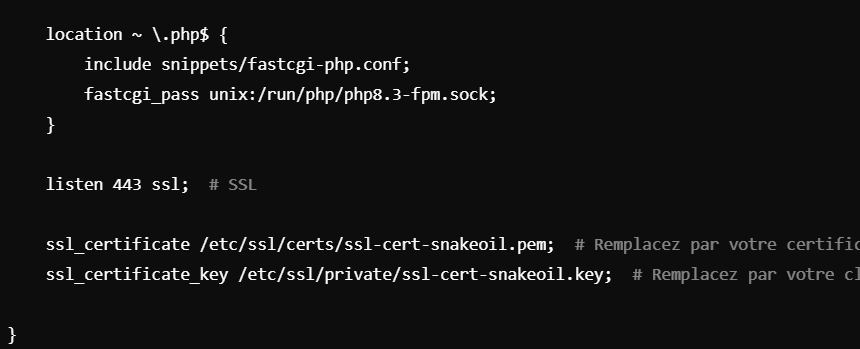 location ~ \.php$ {
include snippets/fastcgi-php.conf;
fastcgi_pass unix:/run/php/php8.3-fpm.sock;
}
listen 443 ssl;  # SSL
ssl_certificate /etc/ssl/certs/ssl-cert-snakeoil.pem;  # Remplacez par votre certific
ssl_certificate_key /etc/ssl/private/ssl-cert-snakeoil.key;  # Remplacez par votre cl
}